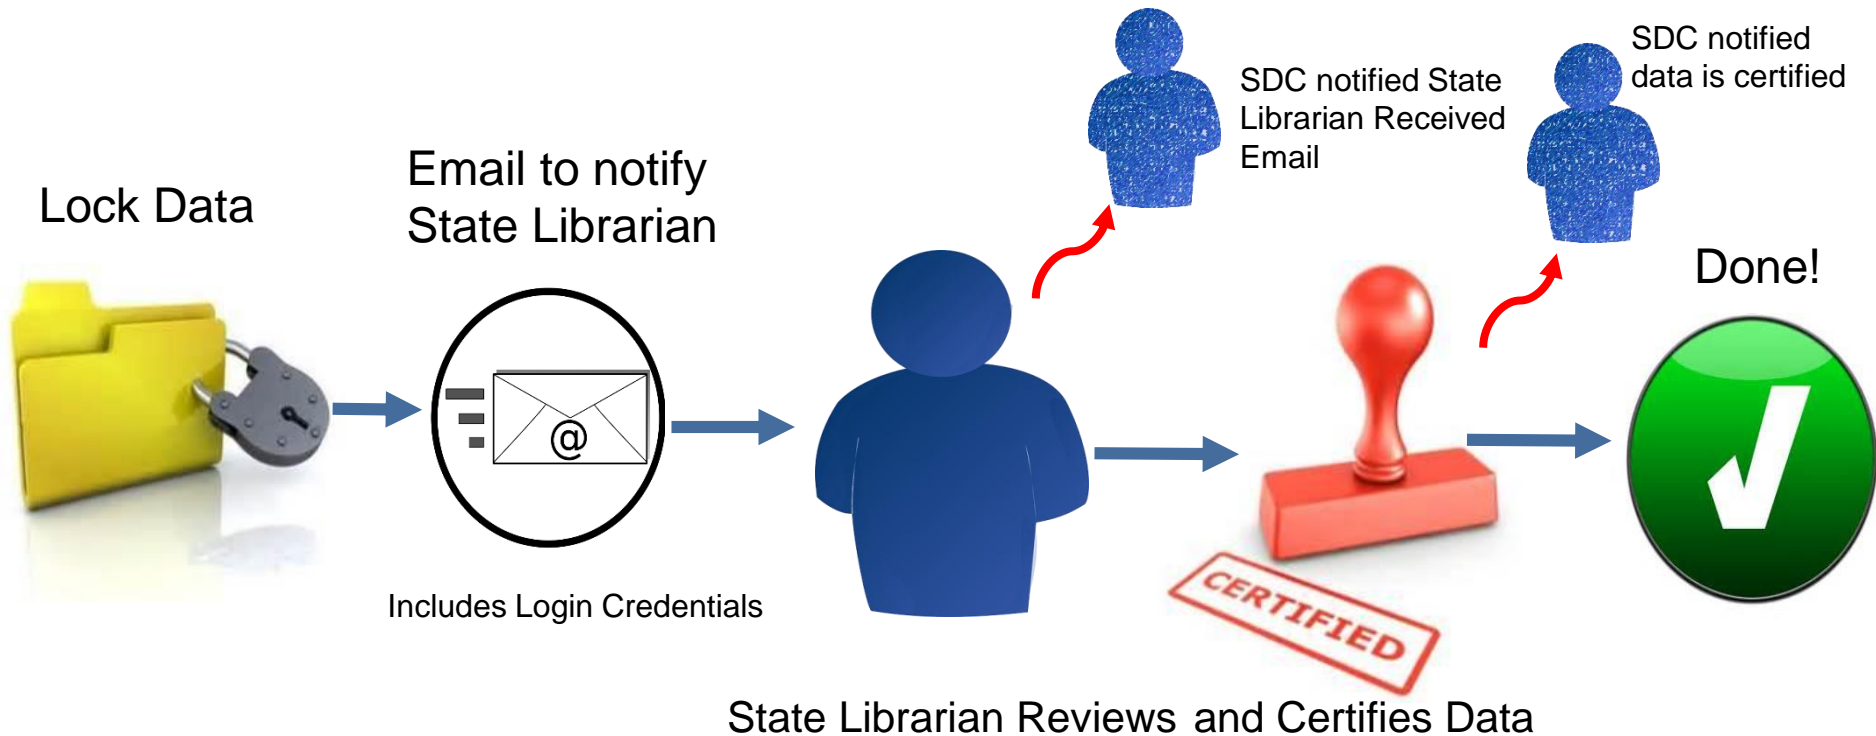 Lock Data
Email to notify
State Librarian
@
Includes Login Credentials
SDC notified State
Librarian Received
Email
SDC notified
data is certified
CERTIFIED
State Librarian Reviews and Certifies Data
Done!